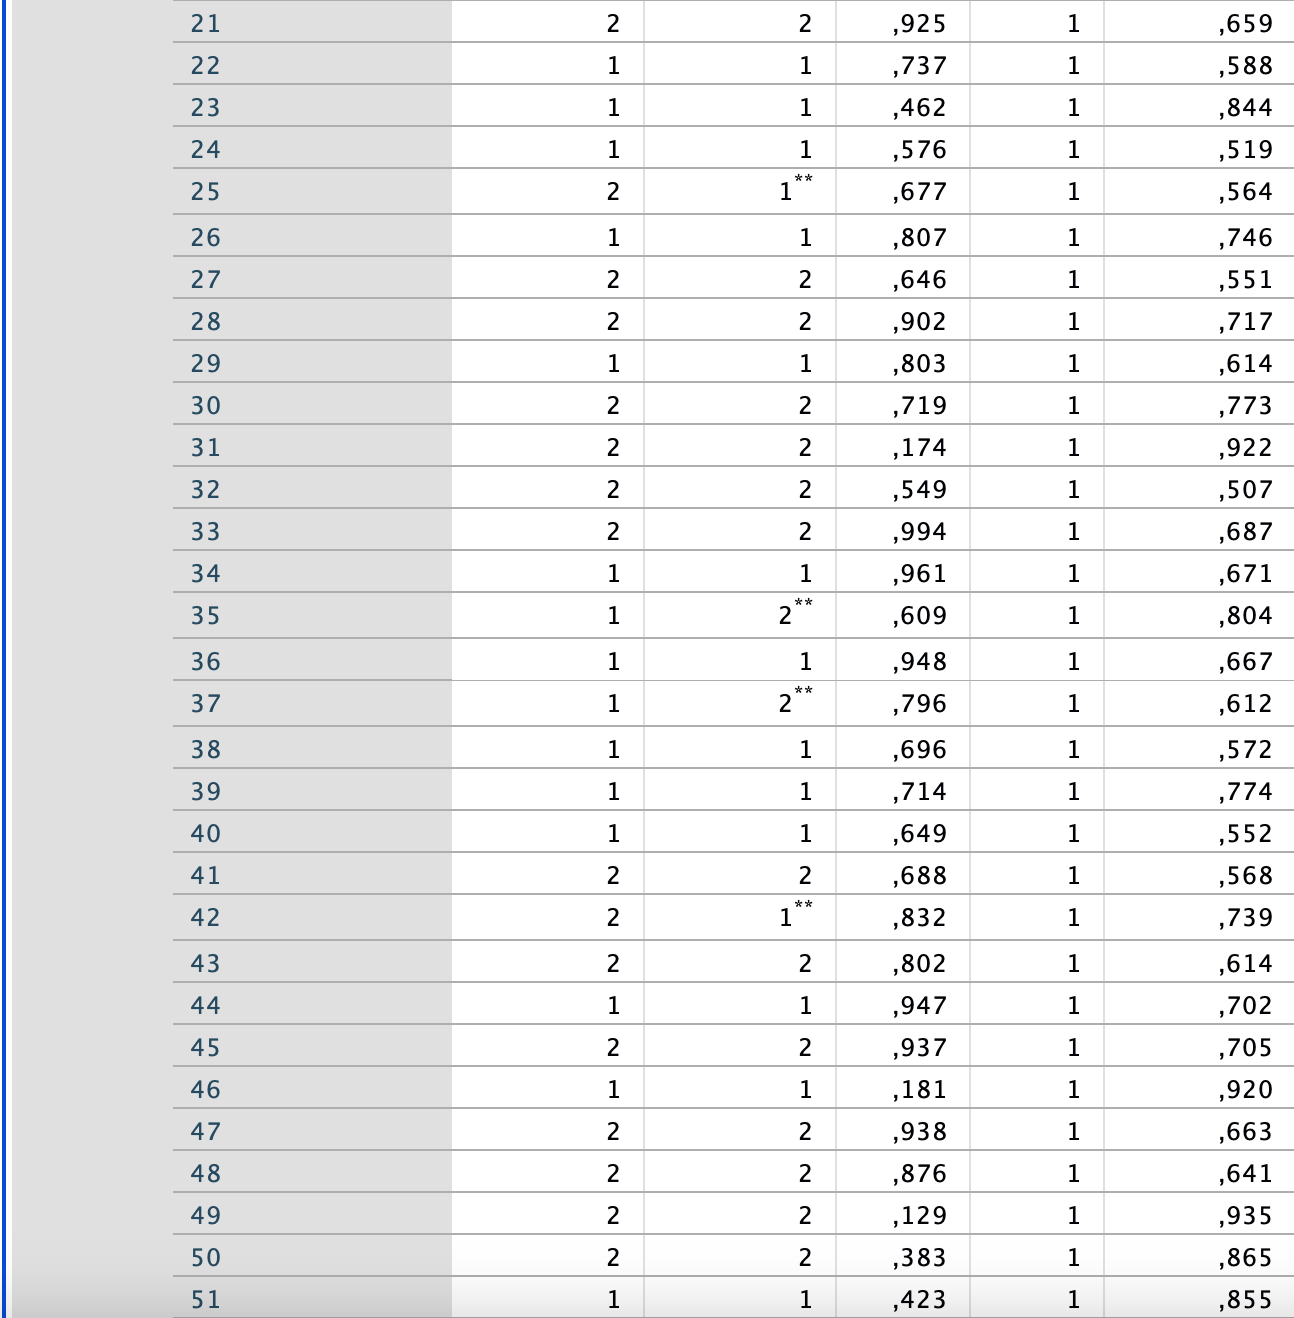 21 2 2 ,925 1 ,659
22 1 1 ,737 1 ,588
23 1 1 ,462 1 ,844
24 1 1 ,576 1 ,519
25 2 1** ,677 1 ,564
26 1 1 ,807 1 ,746
27 2 2 ,646 1 ,551
28 2 2 ,902 1 ,717
29 1 1 ,803 1 ,614
30 2 2 ,719 1 ,773
31 2 2 ,174 1 ,922
32 2 2 ,549 1 ,507
33 2 2 ,994 1 ,687
34 1 1 ,961 1 ,671
35 1 2** ,609 1 ,804
36 1 1 ,948 1 ,667
37 1 2** ,796 1 ,612
38 1 1 ,696 1 ,572
39 1 1 ,714 1 ,774
40 1 1 ,649 1 ,552
41 2 2 ,688 1 ,568
42 2 1** ,832 1 ,739
43 2 2 ,802 1 ,614
44 1 1 ,947 1 ,702
45 2 2 ,937 1 ,705
46 1 1 ,181 1 ,920
47 2 2 ,938 1 ,663
48 2 2 ,876 1 ,641
49 2 2 ,129 1 ,935
50 2 2 ,383 1 ,865
51 1 1 ,423 1 ,855